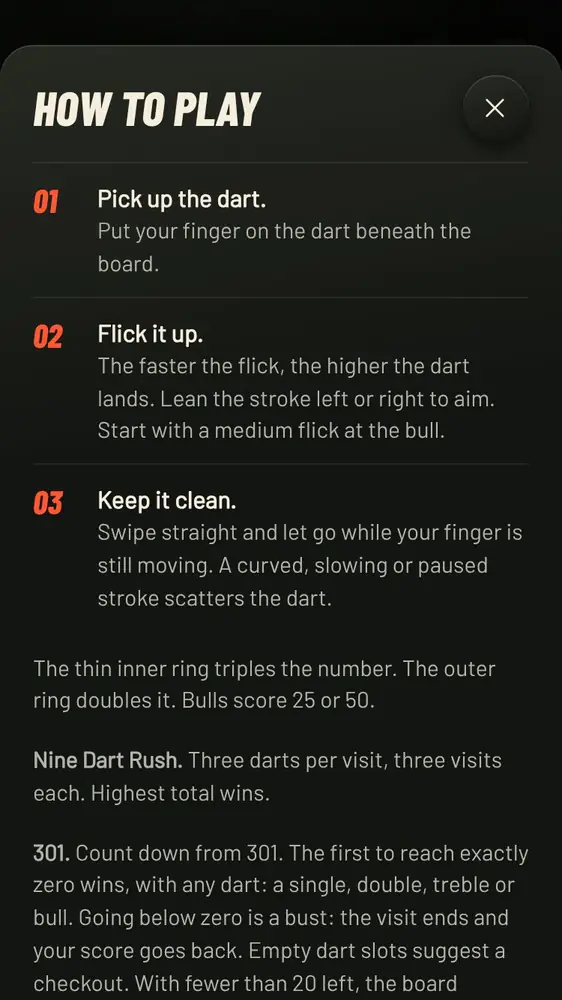 HOW TO PLAY
01
Pick up the dart.
Put your finger on the dart beneath the
board.
02
Flick it up.
The faster the flick, the higher the dart
lands. Lean the stroke left or right to aim.
Start with a medium flick at the bull.
03
Keep it clean.
Swipe straight and let go while your finger is
still moving. A curved, slowing or paused
stroke scatters the dart.
The thin inner ring triples the number. The outer
ring doubles it. Bulls score 25 or 50.
Nine Dart Rush. Three darts per visit, three visits
each. Highest total wins.
301. Count down from 301. The first to reach exactly
zero wins, with any dart: a single, double, treble or
bull. Going below zero is a bust: the visit ends and
your score goes back. Empty dart slots suggest a
checkout. With fewer than 20 left, the board